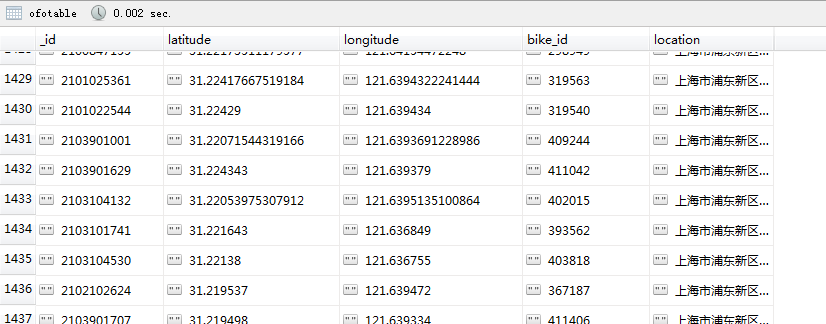 ofotable 0.002 sec.
_id latitude longitude bike_id location
1429 "" 2101025361 "" 31.22417667519184 "" 121.6394322241444 "" 319563 "" 上海市浦东新区...
1430 "" 2101022544 "" 31.22429 "" 121.639434 "" 319540 "" 上海市浦东新区...
1431 "" 2103901001 "" 31.22071544319166 "" 121.6393691228986 "" 409244 "" 上海市浦东新区...
1432 "" 2103901629 "" 31.224343 "" 121.639379 "" 411042 "" 上海市浦东新区...
1433 "" 2103104132 "" 31.22053975307912 "" 121.6395135100864 "" 402015 "" 上海市浦东新区...
1434 "" 2103101741 "" 31.221643 "" 121.636849 "" 393562 "" 上海市浦东新区...
1435 "" 2103104530 "" 31.22138 "" 121.636755 "" 403818 "" 上海市浦东新区...
1436 "" 2102102624 "" 31.219537 "" 121.639472 "" 367187 "" 上海市浦东新区...
1437 "" 2103901707 "" 31.219498 "" 121.639334 "" 411406 "" 上海市浦东新区...